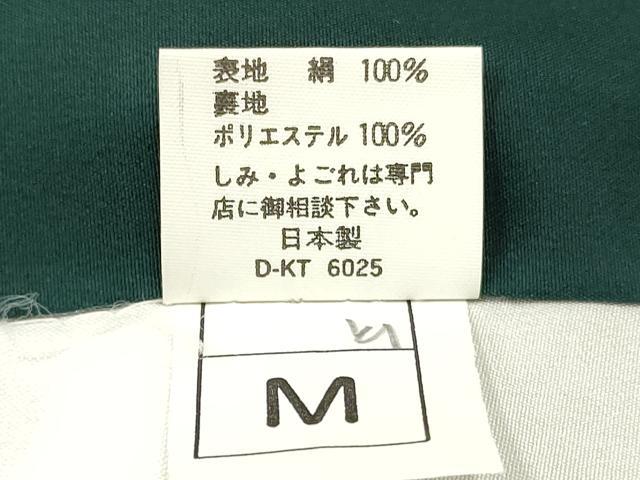 表地　絹　100%
裏地
ポリエステル 100%
しみ・よごれは専門
店に御相談下さい。
日本製
D-KT 6025
M